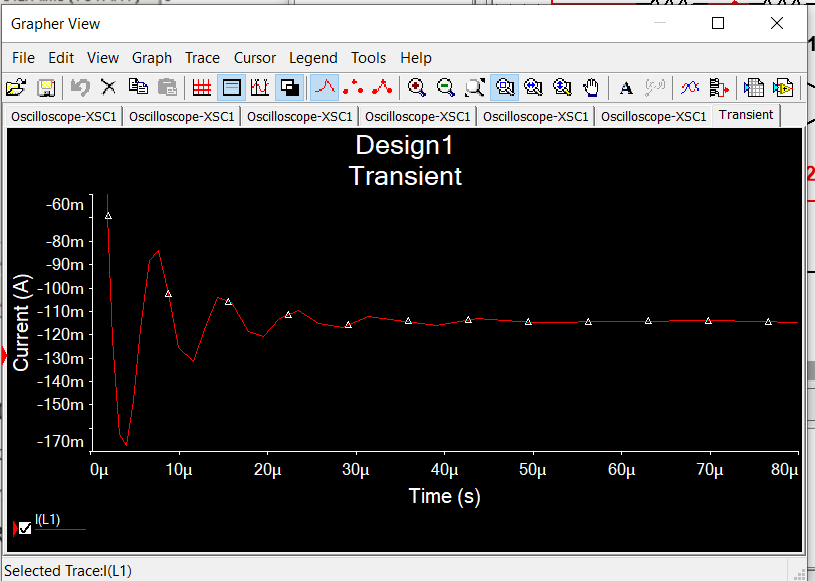 Grapher View
File Edit View Graph Trace Cursor Legend Tools Help
A
Oscilloscope-XSC1 Oscilloscope-XSC1 Oscilloscope-XSC1 Oscilloscope-XSC1 Oscilloscope-XSC1 Oscilloscope-XSC1 Transient
Design1
Transient
Current (A)
-60m
-80m
-90m
-100m
-110m
-120m
-130m
-140m
-150m
-170m
0µ 10µ 20µ 30µ 40µ 50µ 60µ 70µ 80µ
Time (s)
I(L1)
Selected Trace:I(L1)
2